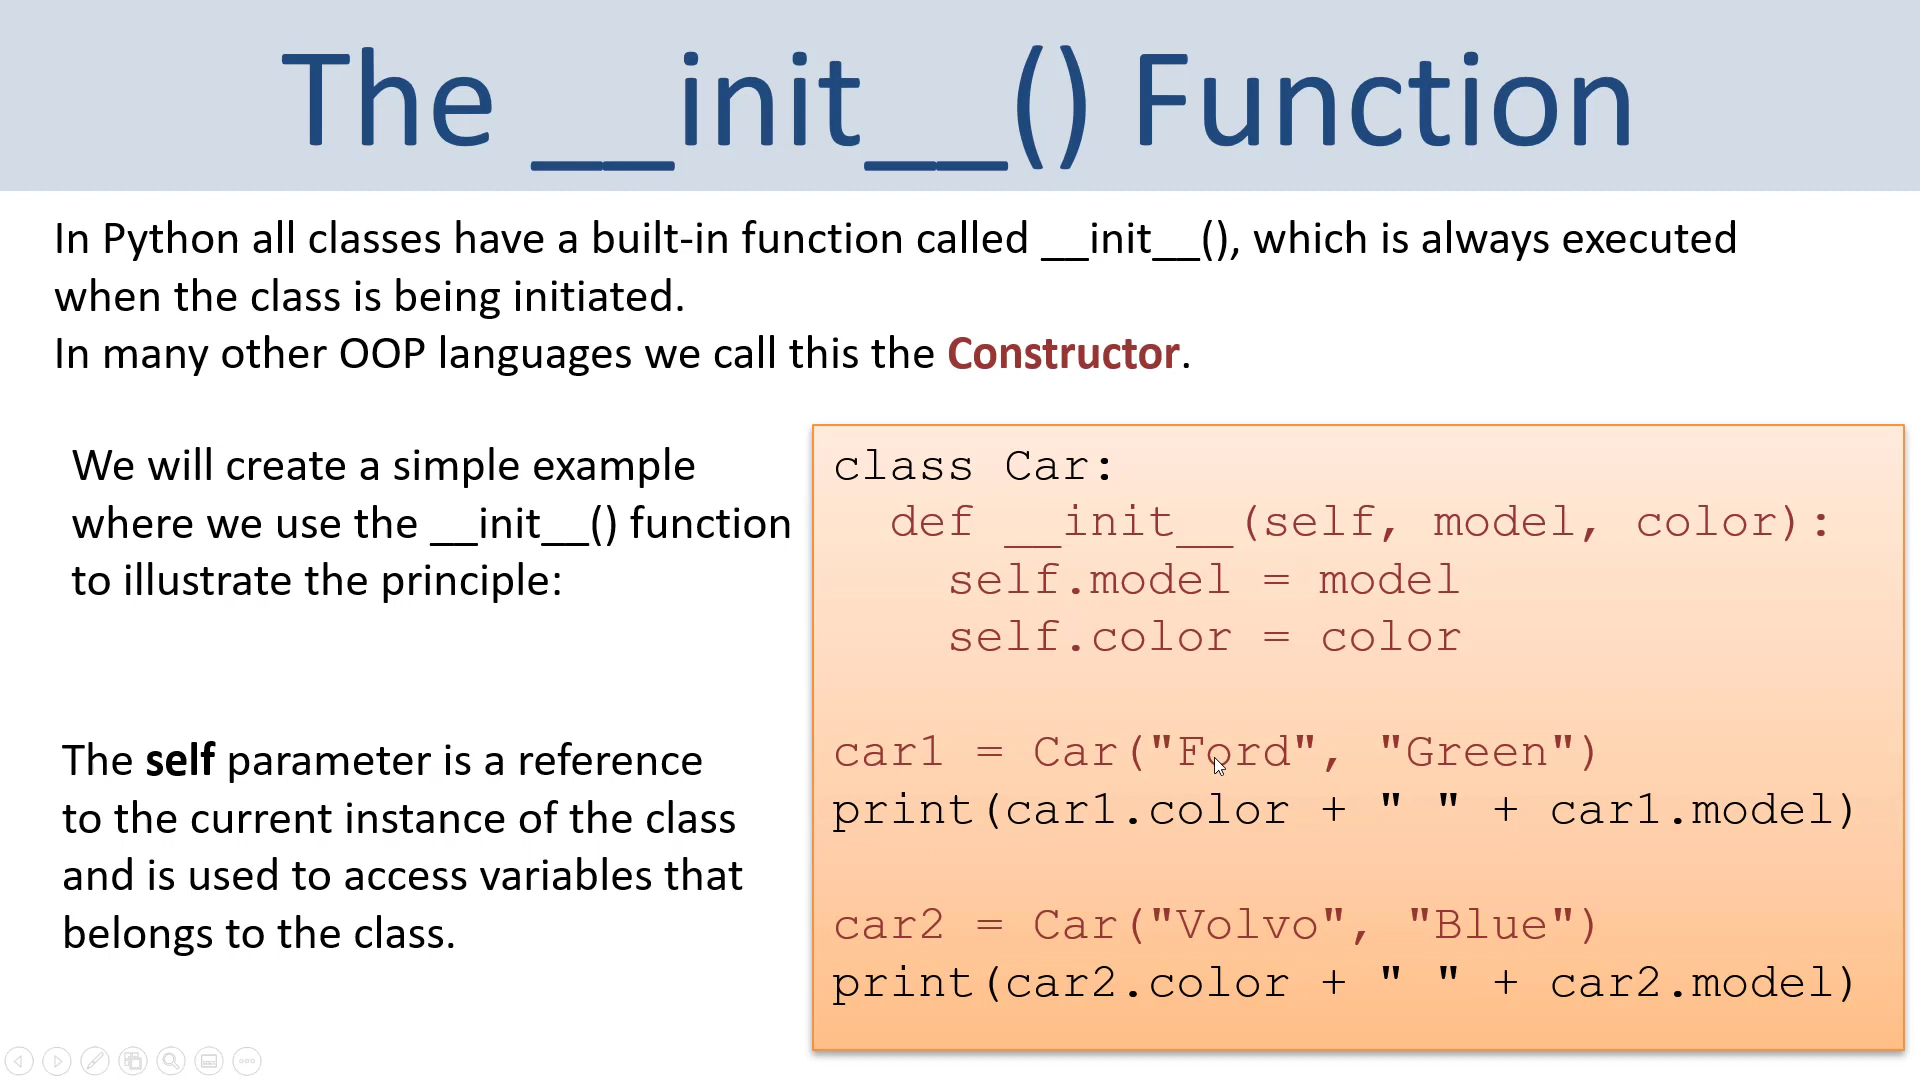 The __init__() Function
In Python all classes have a built-in function called __init__(), which is always executed
when the class is being initiated.
In many other OOP languages we call this the Constructor.
We will create a simple example
where we use the __init__() function
to illustrate the principle:
The self parameter is a reference
to the current instance of the class
and is used to access variables that
belongs to the class.
class Car:
  def __init__(self, model, color):
    self.model = model
    self.color = color
car1 = Car("Ford", "Green")
print(car1.color + " " + car1.model)
car2 = Car("Volvo", "Blue")
print(car2.color + " " + car2.model)